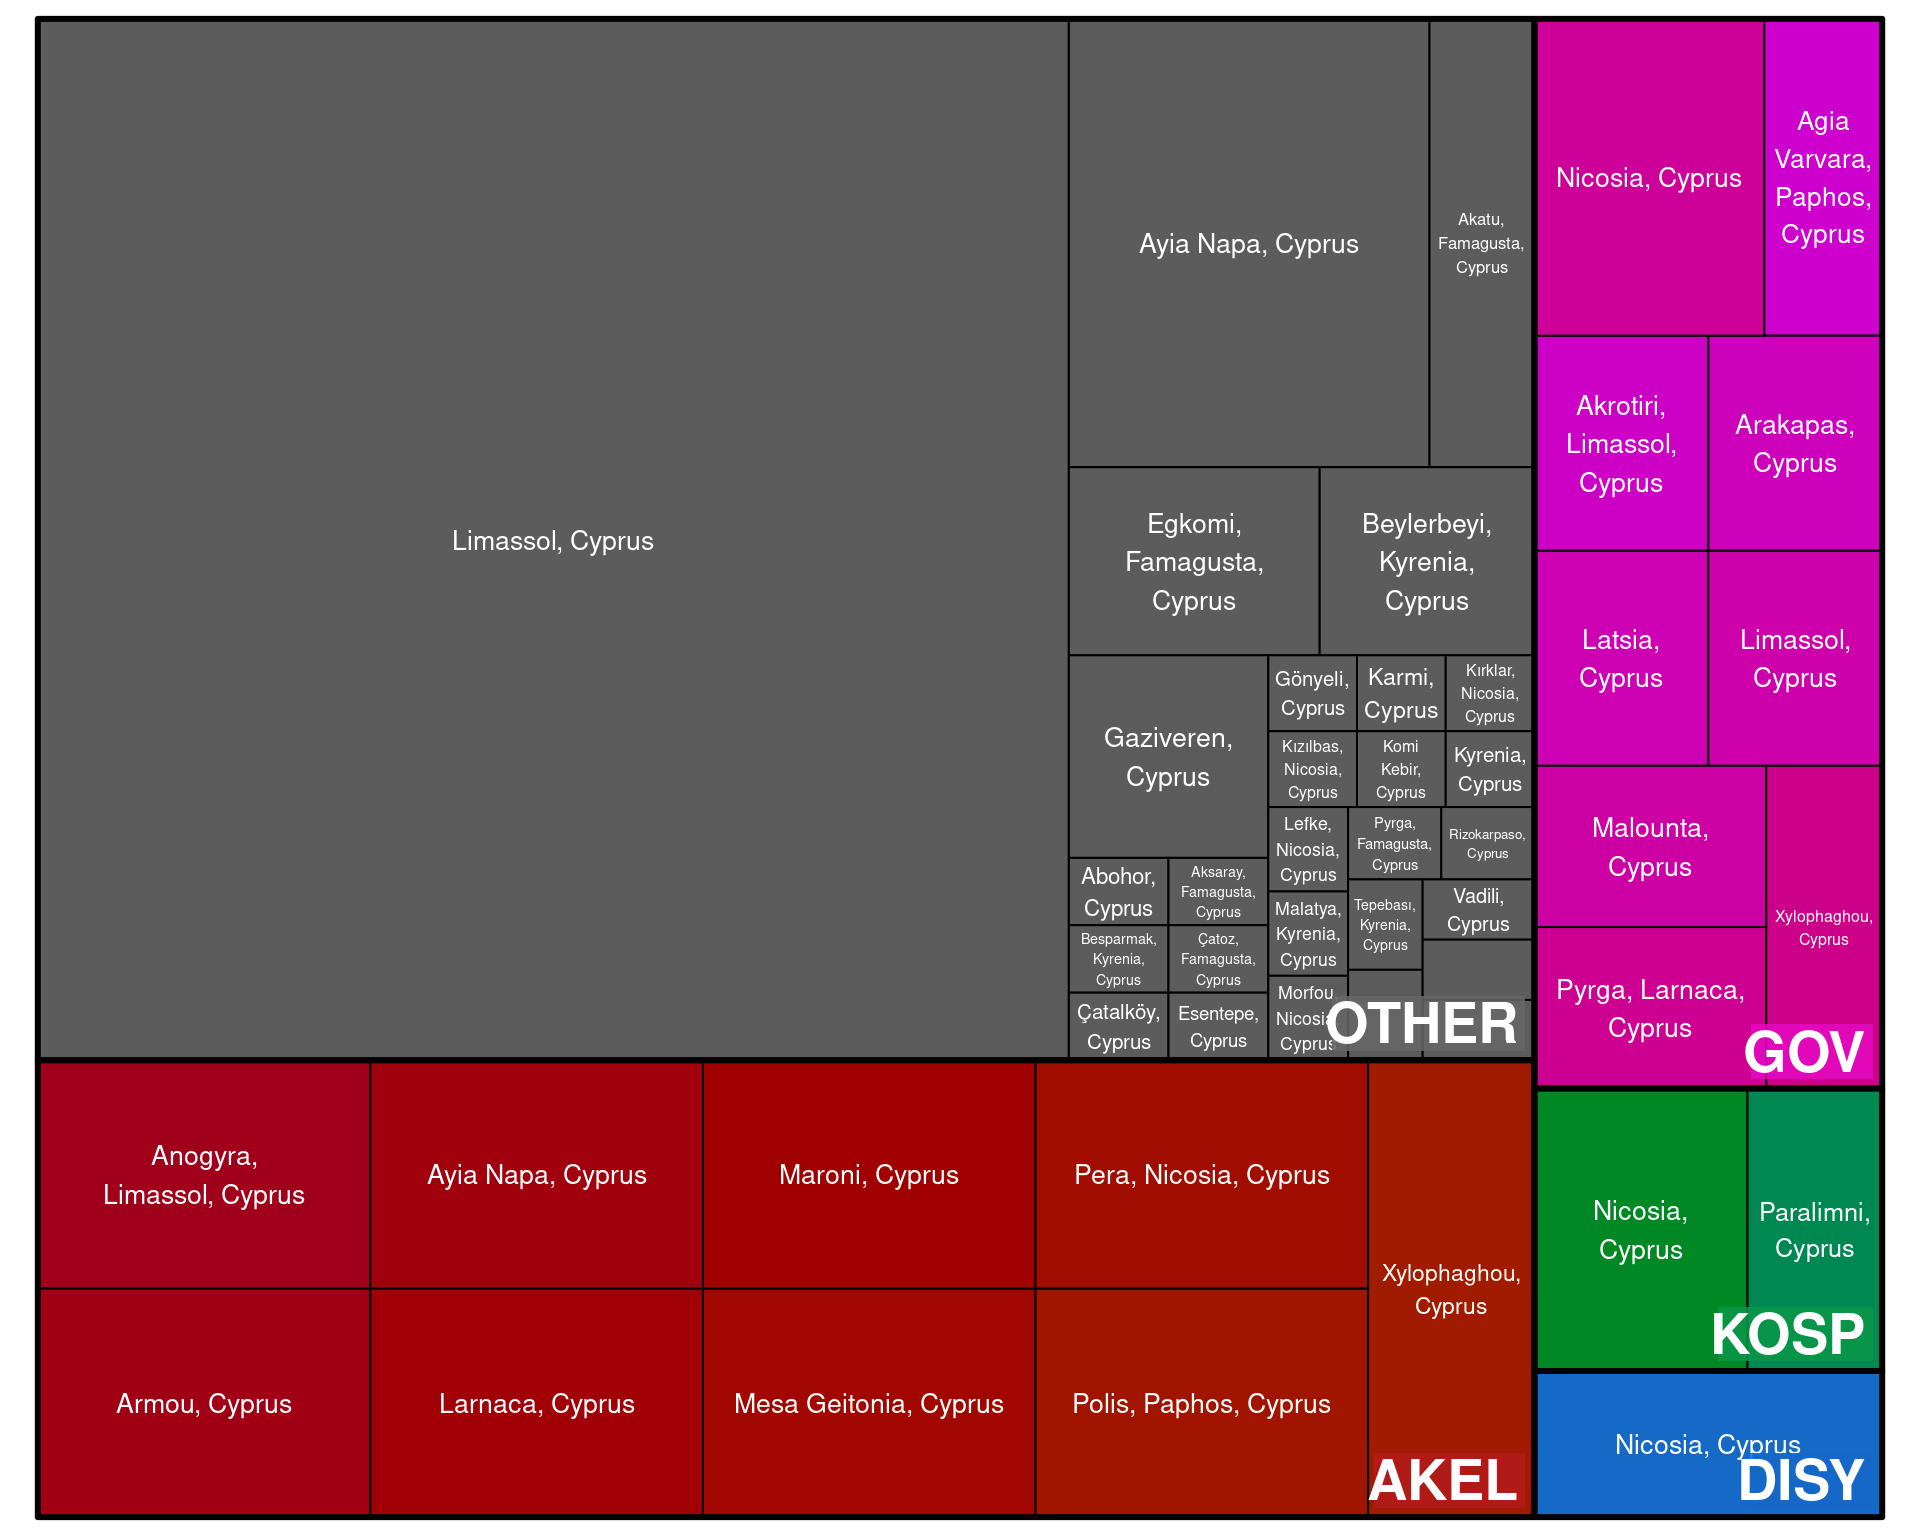 Limassol, Cyprus
Ayia Napa, Cyprus
Akatu,
Famagusta,
Cyprus
Egkomi,
Famagusta,
Cyprus
Beylerbeyi,
Kyrenia,
Cyprus
Gaziveren,
Cyprus
Gönyeli,
Cyprus
Karmi,
Cyprus
Kırklar,
Nicosia,
Cyprus
Kızılbas,
Nicosia,
Cyprus
Komi
Kebir,
Cyprus
Kyrenia,
Cyprus
Abohor,
Cyprus
Aksaray,
Famagusta,
Cyprus
Besparmak,
Kyrenia,
Cyprus
Çatoz,
Famagusta,
Cyprus
Çatalköy,
Cyprus
Esentepe,
Cyprus
Lefke,
Nicosia,
Cyprus
Malatya,
Kyrenia,
Cyprus
Morfou,
Nicosia,
Cyprus
Pyrga,
Famagusta,
Cyprus
Rizokarpaso,
Cyprus
Tepebası,
Kyrenia,
Cyprus
Vadili,
Cyprus
OTHER
Anogyra,
Limassol, Cyprus
Ayia Napa, Cyprus
Maroni, Cyprus
Pera, Nicosia, Cyprus
Armou, Cyprus
Larnaca, Cyprus
Mesa Geitonia, Cyprus
Polis, Paphos, Cyprus
Xylophaghou,
Cyprus
AKEL
Nicosia, Cyprus
Agia
Varvara,
Paphos,
Cyprus
Akrotiri,
Limassol,
Cyprus
Arakapas,
Cyprus
Latsia,
Cyprus
Limassol,
Cyprus
Malounta,
Cyprus
Pyrga, Larnaca,
Cyprus
Xylophaghou,
Cyprus
GOV
Nicosia,
Cyprus
Paralimni,
Cyprus
KOSP
Nicosia, Cyprus
DISY